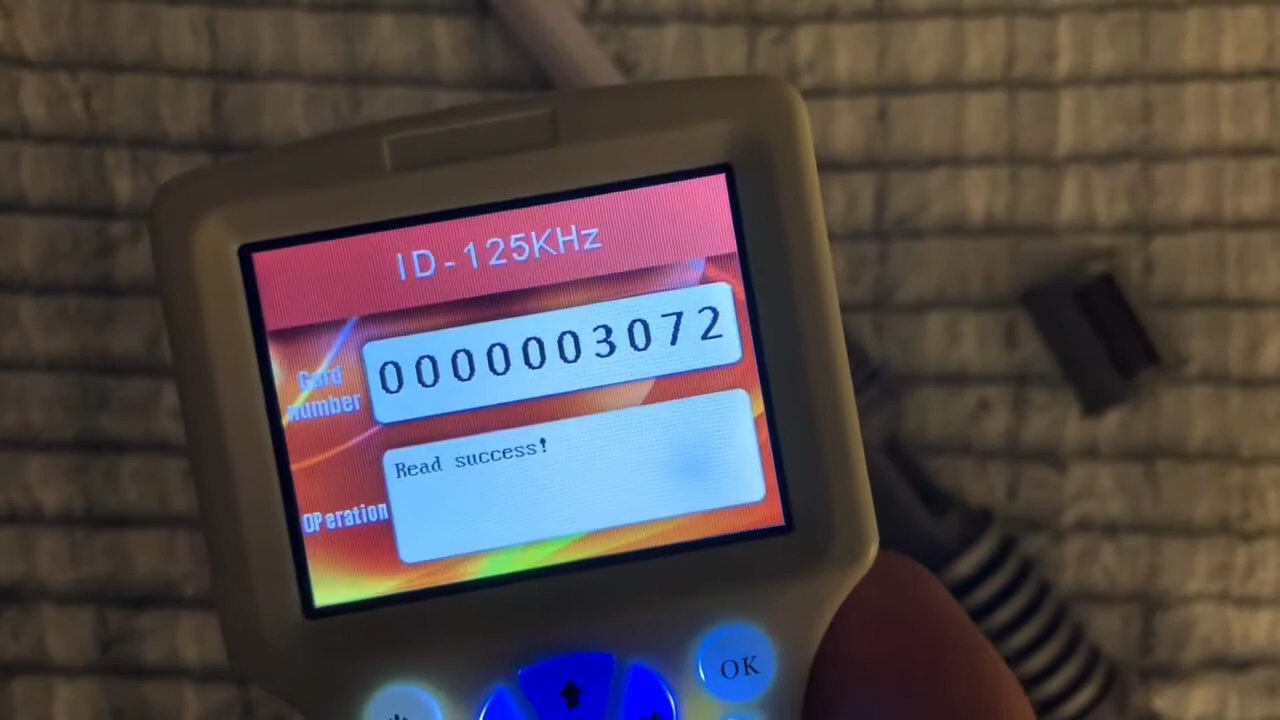 ID-125KHz
Card
number
0000003072
Read success!
OPeration
OK